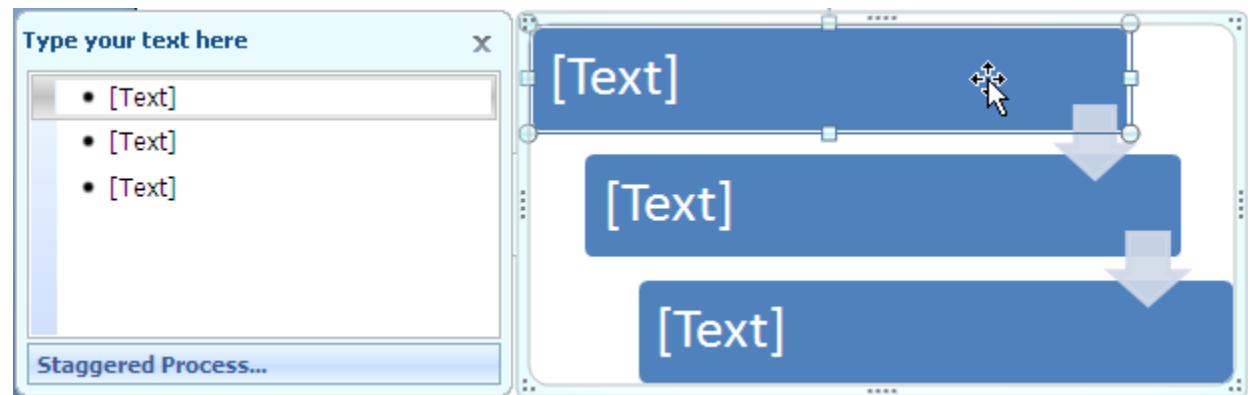 Type your text here
[Text]
[Text]
[Text]
Staggered Process...
[Text]
[Text]
[Text]